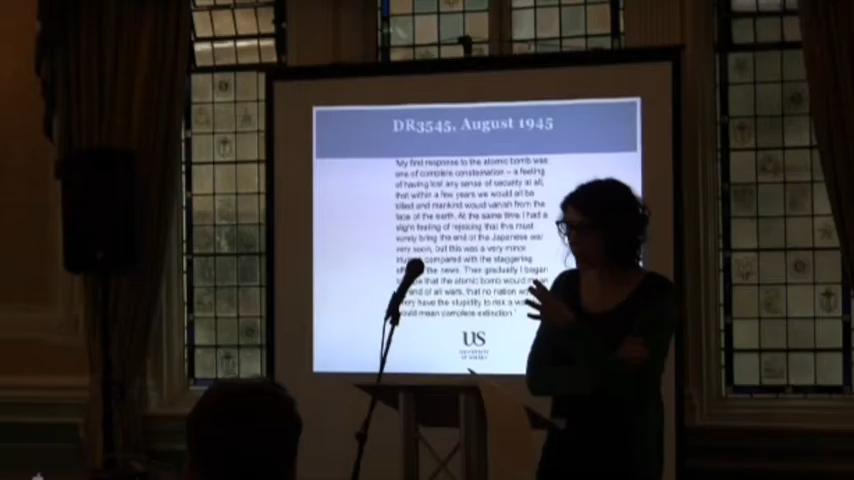 DR3545, August 1945
'My first response to the atomic bomb was
one of complete consternation – a feeling
of having lost any sense of security at all,
that within a few years we would all be
killed and mankind would vanish from the
face of the earth. At the same time I had a
slight feeling of rejoicing that this must
surely bring the end of the Japanese war
very soon, but this was a very minor
compared with the staggering
of the news. Then gradually I began
that the atomic bomb would mean
end of all wars, that no nation
have the stupidity to risk a
would mean complete extinction.'
US
UNIVERSITY
OF SUSSEX